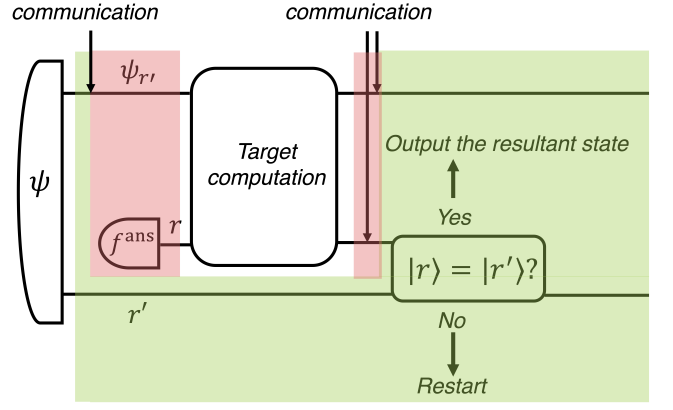 communication communication
ψ_{r′}
Target
computation
Output the resultant state
ψ
Yes
f^{ans} r
|r⟩ = |r′⟩?
r′
No
Restart